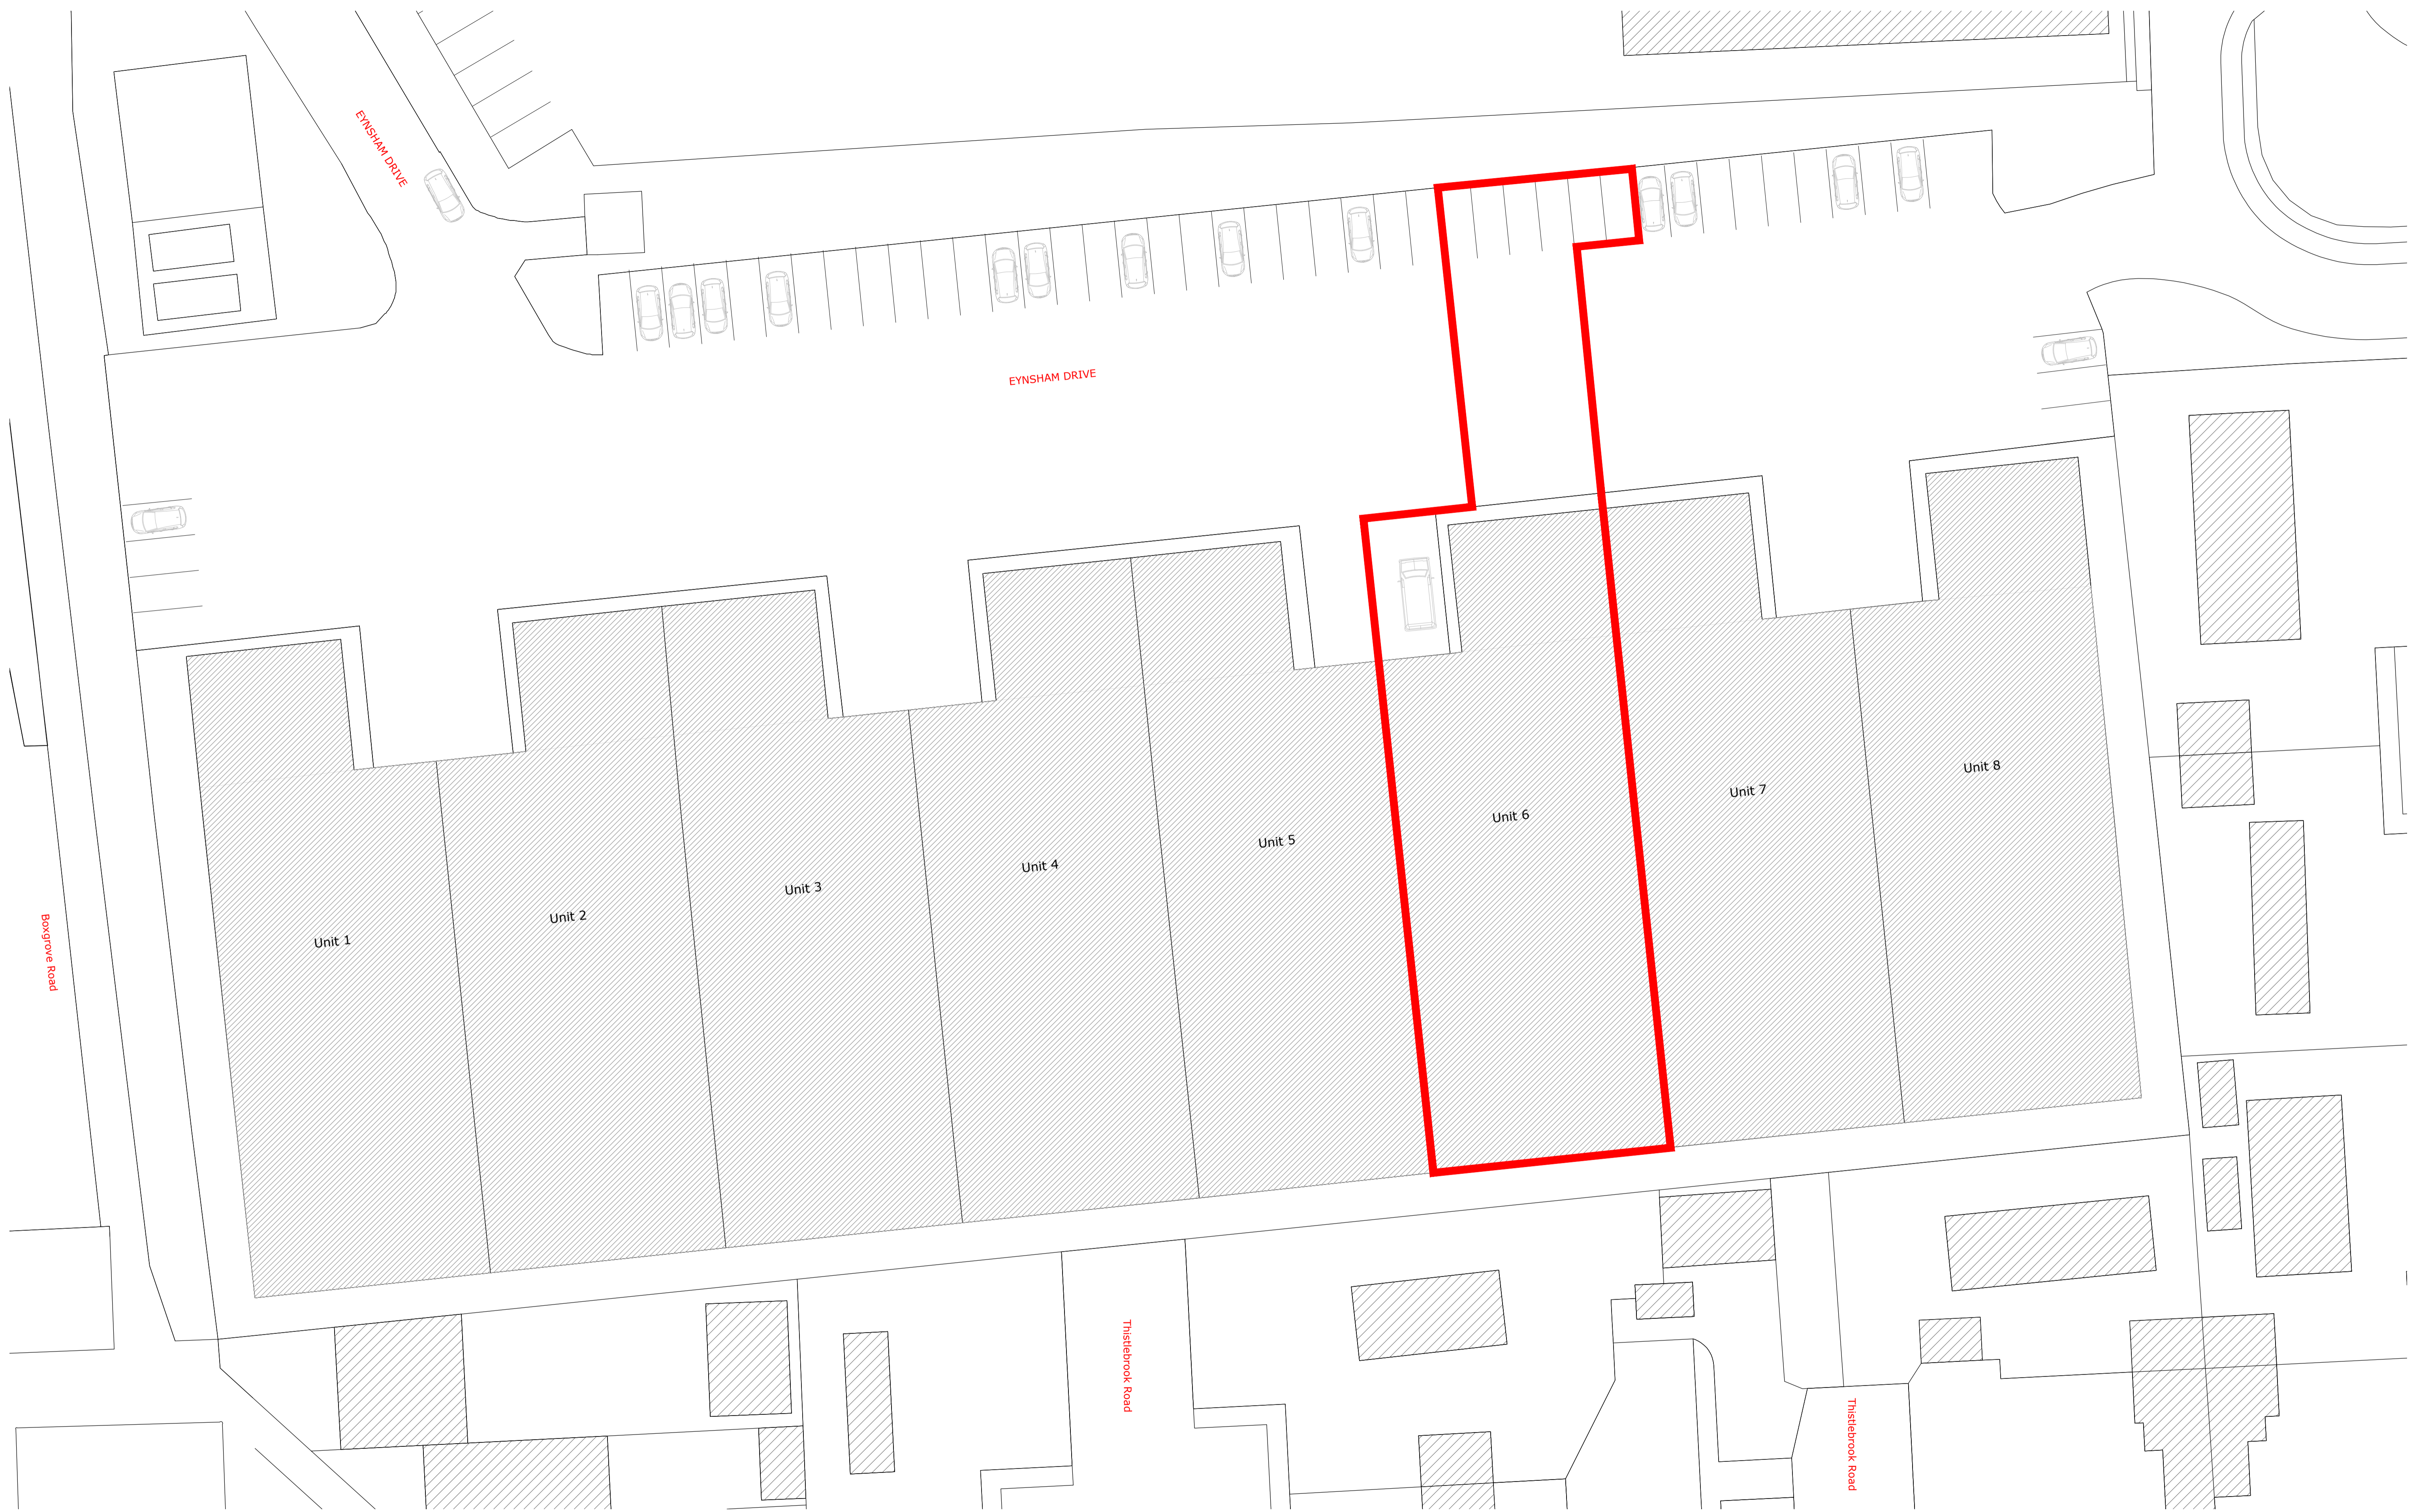 EYNSHAM DRIVE
EYNSHAM DRIVE
Unit 1
Unit 2
Unit 3
Unit 4
Unit 5
Unit 6
Unit 7
Unit 8
Boxgrove Road
Thistlebrook Road
Thistlebrook Road